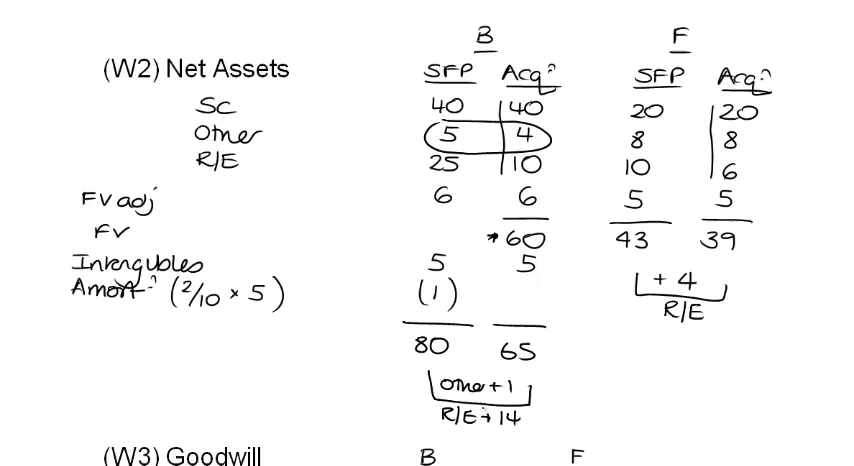 B F
(W2) Net Assets SFP Acqⁿ SFP Acqⁿ
SC 40 40 20 20
Other 5 4 8 8
R/E 25 10 10 6
FV adj 6 6 5 5
FV *60 43 39
Intangibles 5 5
Amortⁿ (2/10 × 5) (1)
+ 4
R/E
80 65
Other + 1
R/E + 14
(W3) Goodwill B F